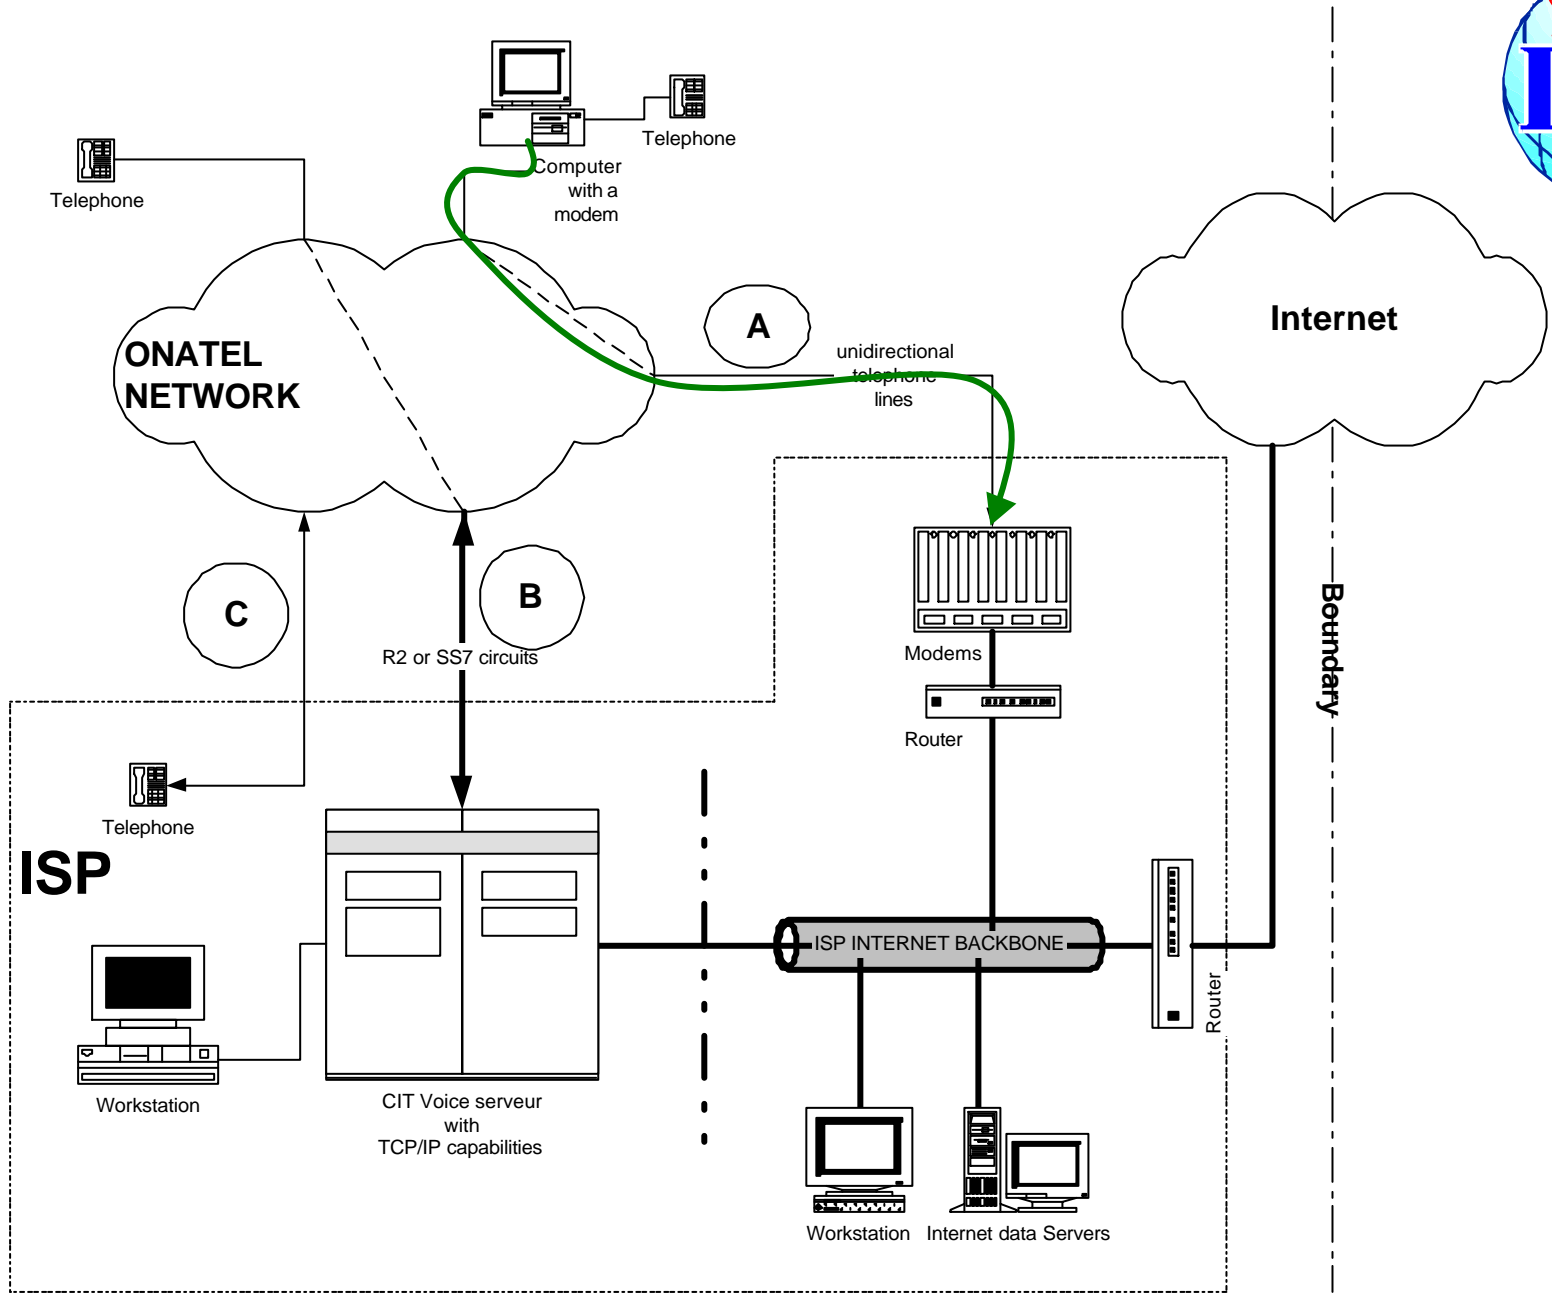 Telephone
Telephone
Computer
with a
modem
ONATEL
NETWORK
A
unidirectional
telephone
lines
Internet
C
B
R2 or SS7 circuits
Boundary
Modems
Router
Telephone
ISP
ISP INTERNET BACKBONE
Router
Workstation
CIT Voice serveur
with
TCP/IP capabilities
Workstation
Internet data Servers